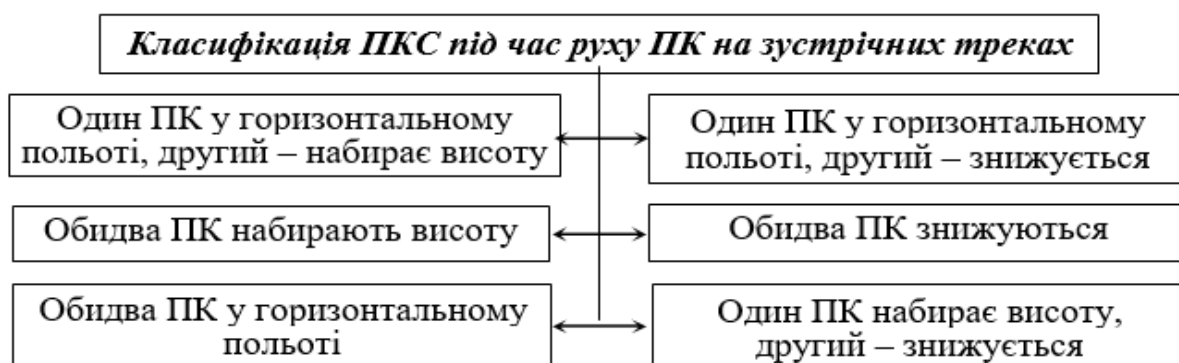 Класифікація ПКС під час руху ПК на зустрічних треках
Один ПК у горизонтальному
польоті, другий – набирає висоту
Один ПК у горизонтальному
польоті, другий – знижується
Обидва ПК набирають висоту
Обидва ПК знижуються
Обидва ПК у горизонтальному
польоті
Один ПК набирає висоту,
другий – знижується